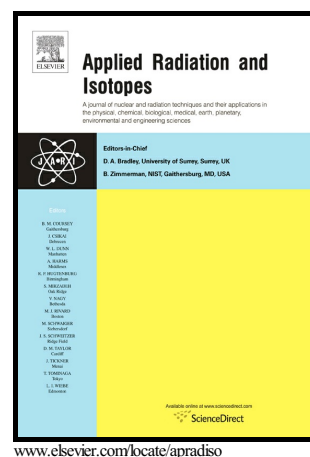 ELSEVIER
Applied Radiation and
Isotopes
A journal of nuclear and radiation techniques and their applications in
the physical, chemical, biological, medical, earth, planetary,
environmental and engineering sciences
J A R I
Editors-in-Chief
D. A. Bradley, University of Surrey, Surrey, UK
B. Zimmerman, NIST, Gaithersburg, MD, USA
Editors
B. M. COURSEY
Gaithersburg
J. CSIKAI
Debrecen
W. L. DUNN
Manhattan
A. HARMS
Middlesex
R. P. HUGTENBURG
Birmingham
S. MIRZADEH
Oak Ridge
V. NAGY
Bethesda
M. J. RIVARD
Boston
M. SCHWAIGER
Seibersdorf
J. S. SCHWEITZER
Ridge Field
D. M. TAYLOR
Cardiff
J. TICKNER
Menai
T. TOMINAGA
Tokyo
L. I. WIEBE
Edmonton
Available online at www.sciencedirect.com
ScienceDirect
www.elsevier.com/locate/apradiso